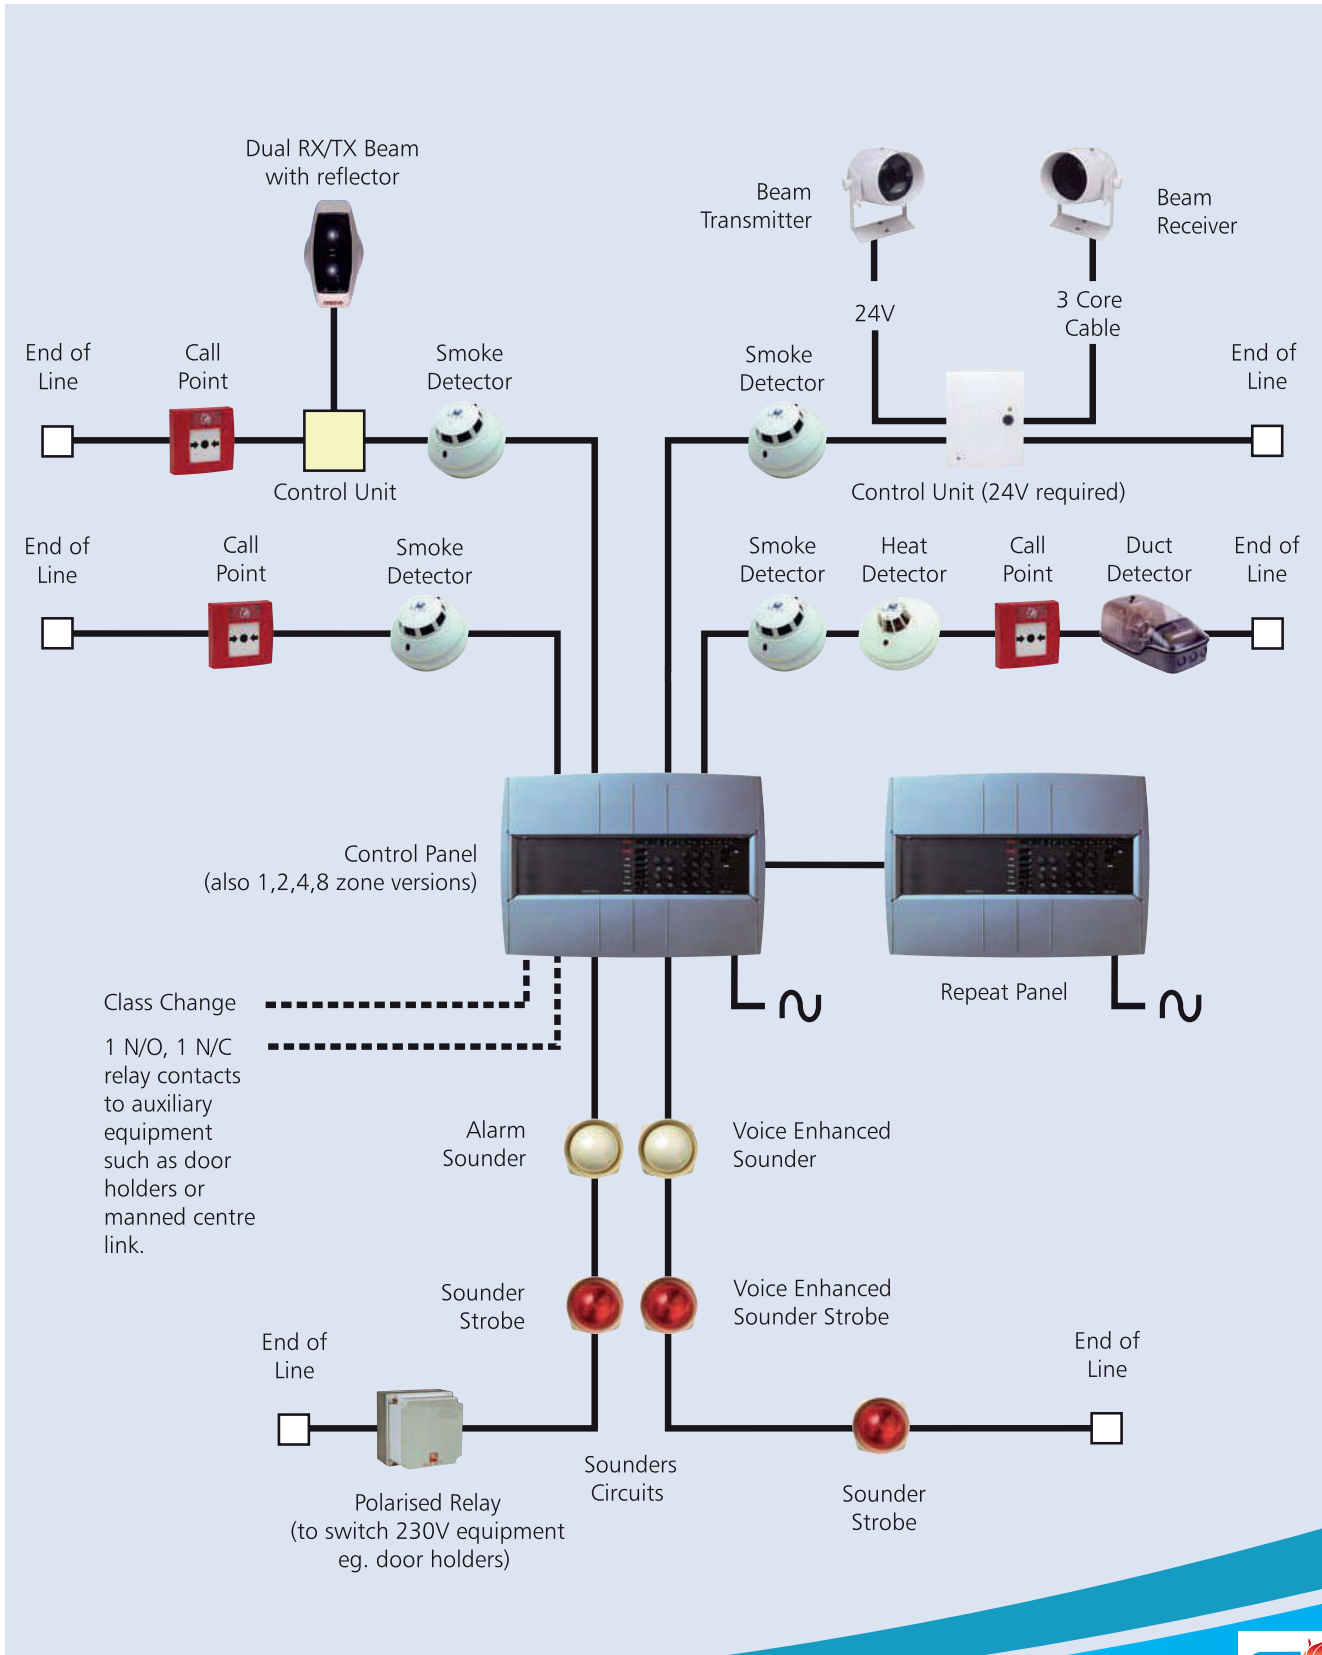 Dual RX/TX Beam
with reflector
Beam
Transmitter
Beam
Receiver
24V
3 Core
Cable
End of
Line
Call
Point
Smoke
Detector
Smoke
Detector
End of
Line
Control Unit
Control Unit (24V required)
End of
Line
Call
Point
Smoke
Detector
Smoke
Detector
Heat
Detector
Call
Point
Duct
Detector
End of
Line
Control Panel
(also 1,2,4,8 zone versions)
Repeat Panel
Class Change
1 N/O, 1 N/C
relay contacts
to auxiliary
equipment
such as door
holders or
manned centre
link.
Alarm
Sounder
Voice Enhanced
Sounder
Sounder
Strobe
Voice Enhanced
Sounder Strobe
End of
Line
End of
Line
Sounders
Circuits
Polarised Relay
(to switch 230V equipment
eg. door holders)
Sounder
Strobe